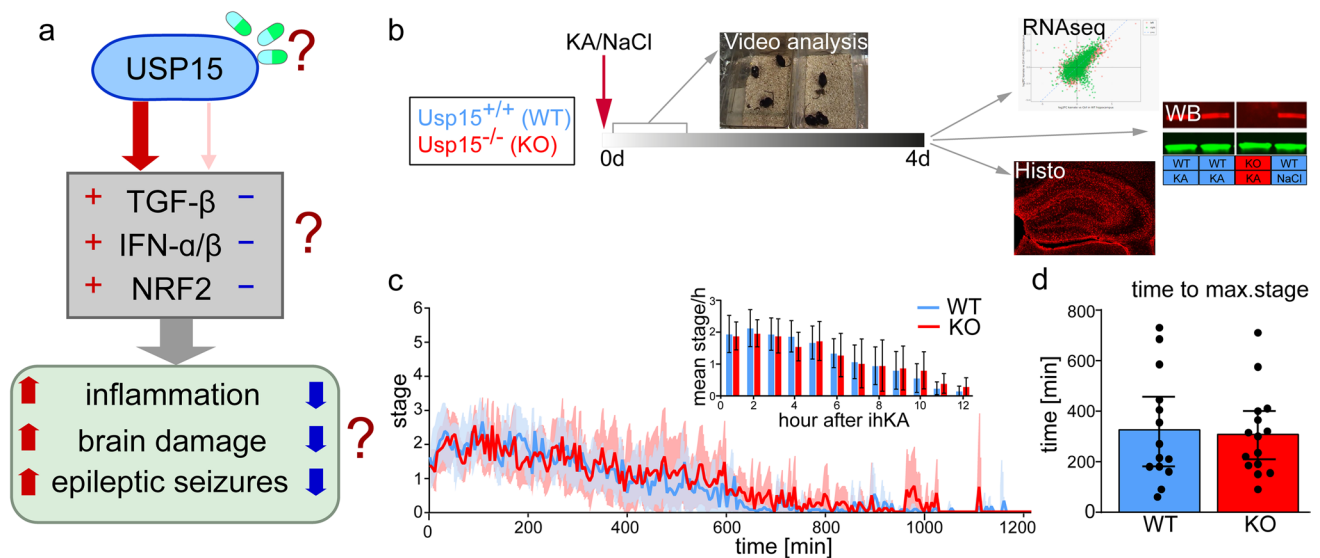 a
USP15
?
+ TGF-β −
+ IFN-α/β −
+ NRF2 −
?
inflammation
brain damage
epileptic seizures
?
b
KA/NaCl
Usp15+/+ (WT)
Usp15-/- (KO)
0d
4d
Video analysis
RNAseq
Histo
WB
WT WT KO WT
KA KA KA NaCl
c
stage
6
5
4
3
2
1
0
0 200 400 600 800 1000 1200
time [min]
mean stage/h
3
2
1
0
0 2 4 6 8 10 12
hour after ihKA
WT
KO
d
time to max.stage
time [min]
800
600
400
200
0
WT KO